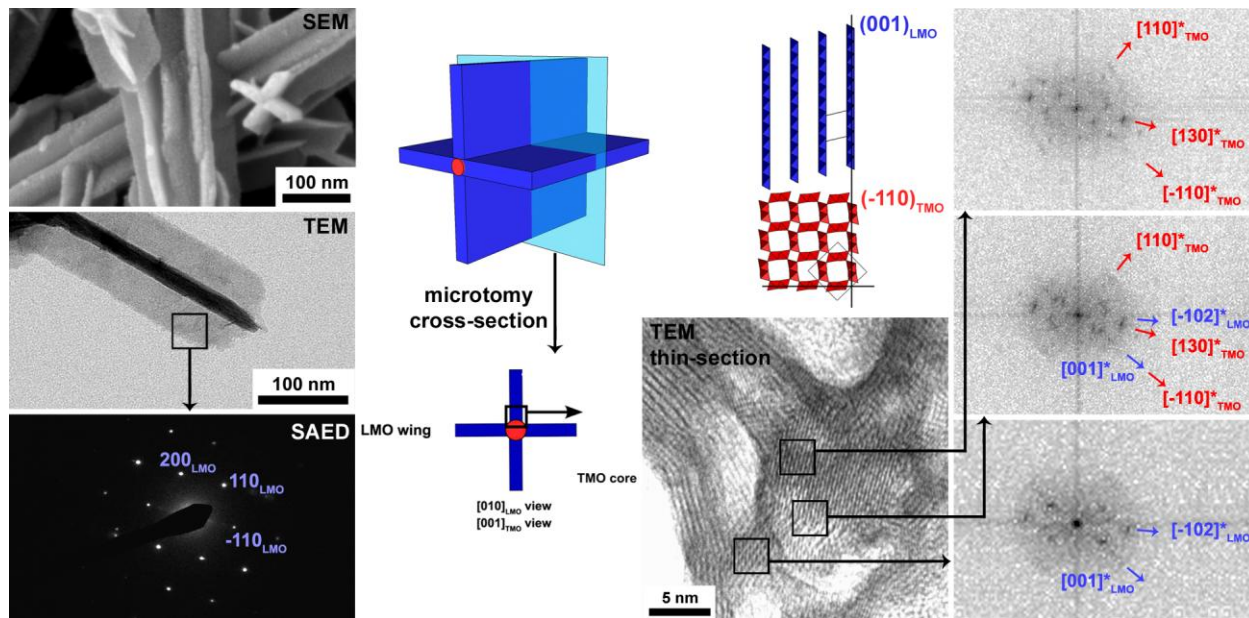 SEM
100 nm
TEM
100 nm
SAED
200LMO
110LMO
-110LMO
microtomy
cross-section
LMO wing
TMO core
[010]LMO view
[001]TMO view
(001)LMO
(-110)TMO
TEM
thin-section
5 nm
[110]*TMO
[130]*TMO
[-110]*TMO
[110]*TMO
[-102]*LMO
[130]*TMO
[001]*LMO
[-110]*TMO
[-102]*LMO
[001]*LMO